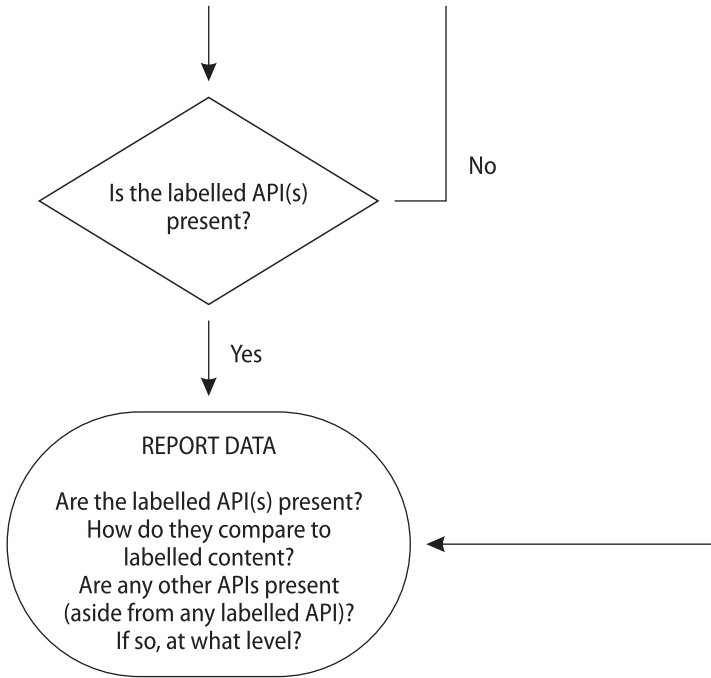 Is the labelled API(s)
present?
No
Yes
REPORT DATA
Are the labelled API(s) present?
How do they compare to
labelled content?
Are any other APIs present
(aside from any labelled API)?
If so, at what level?